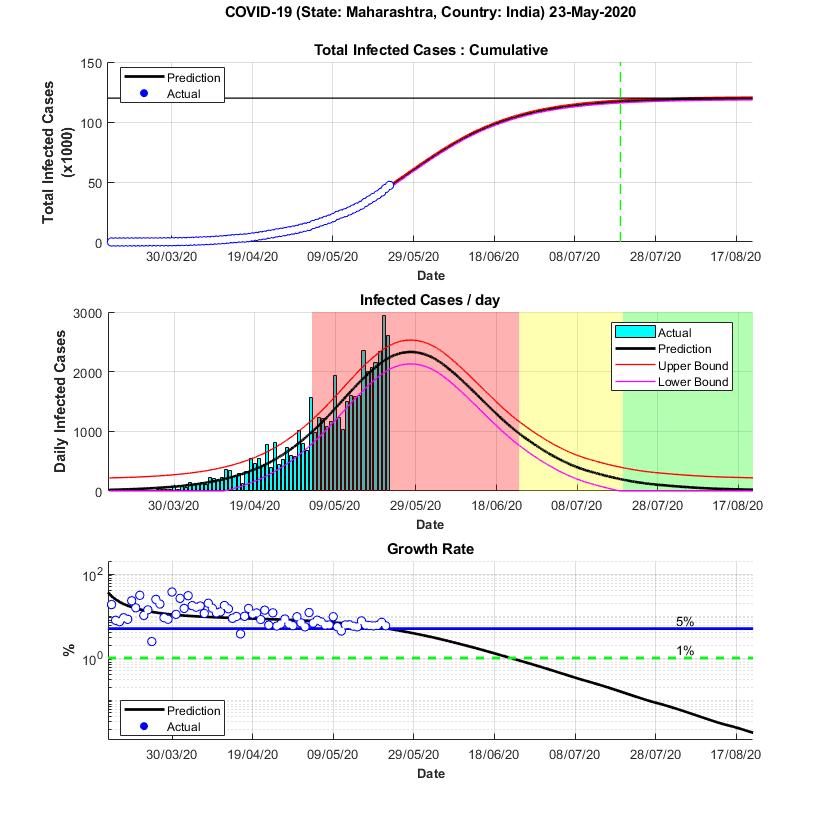 COVID-19 (State: Maharashtra, Country: India) 23-May-2020
Total Infected Cases : Cumulative
Total Infected Cases
(x1000)
150
100
50
0
Prediction
Actual
30/03/20 19/04/20 09/05/20 29/05/20 18/06/20 08/07/20 28/07/20 17/08/20
Date
Infected Cases / day
Daily Infected Cases
3000
2000
1000
0
Actual
Prediction
Upper Bound
Lower Bound
30/03/20 19/04/20 09/05/20 29/05/20 18/06/20 08/07/20 28/07/20 17/08/20
Date
Growth Rate
%
10²
10⁰
5%
1%
Prediction
Actual
30/03/20 19/04/20 09/05/20 29/05/20 18/06/20 08/07/20 28/07/20 17/08/20
Date